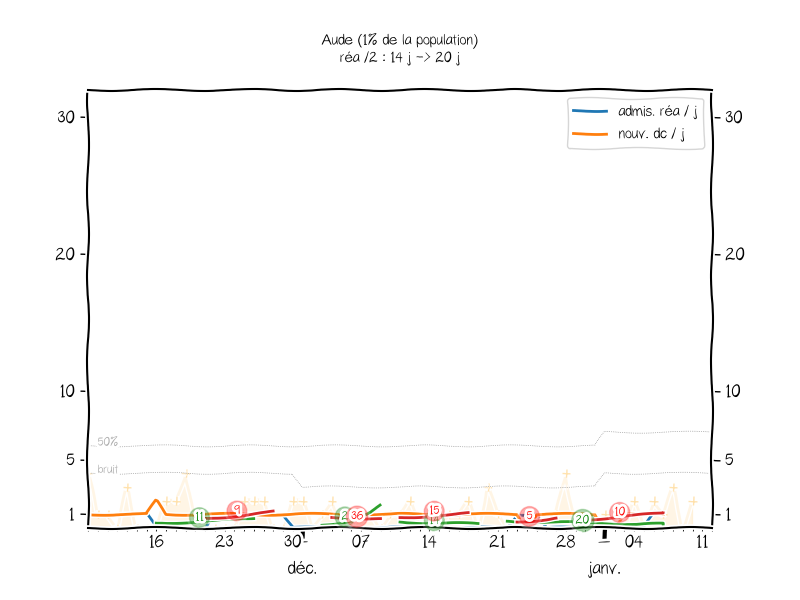 Aude (1% de la population)
réa /2 : 14 j -> 20 j
admis. réa / j
nouv. dc / j
30 30
20 20
10 10
5 5
1 1
50%
bruit
11 9 36 15 14 5 20 10
16 23 30 07 14 21 28 04 11
déc. janv.